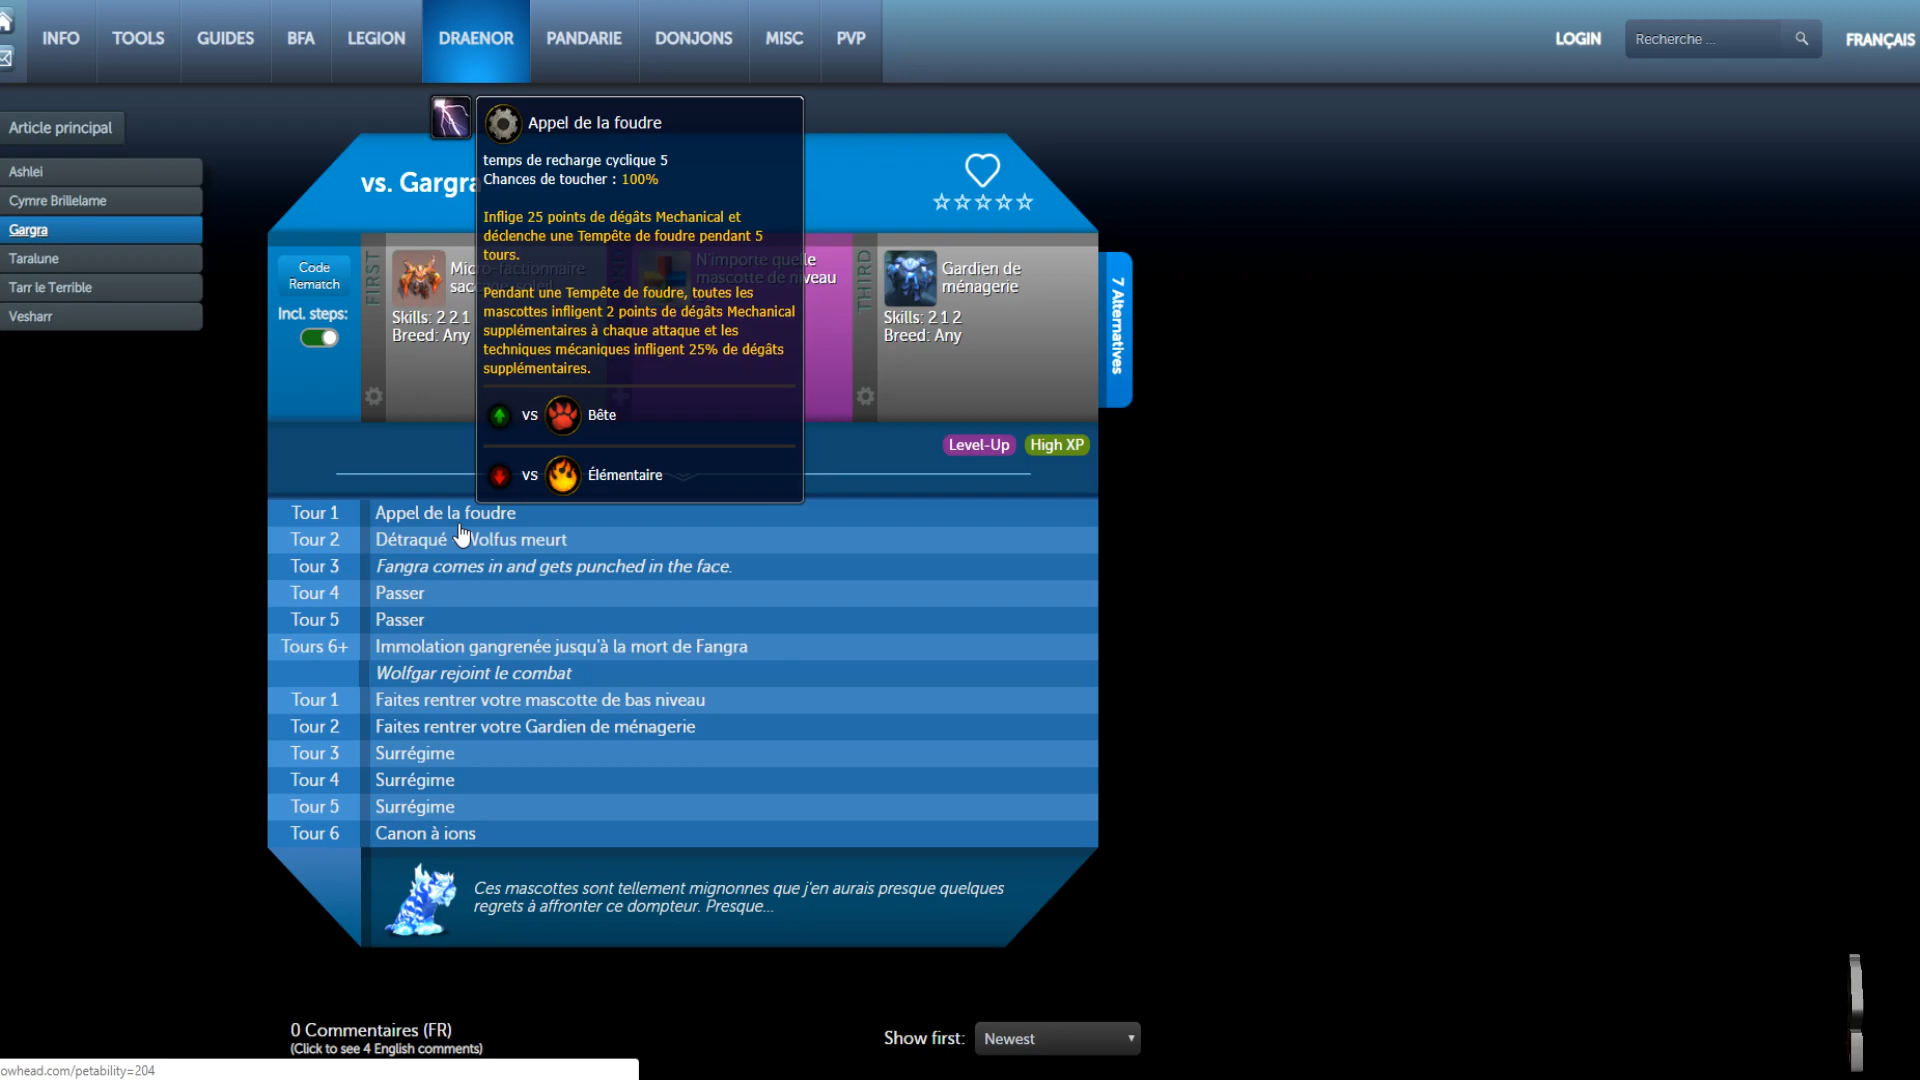 INFO TOOLS GUIDES BFA LEGION DRAENOR PANDARIE DONJONS MISC PVP LOGIN Recherche ... FRANÇAIS
Article principal
Ashlei
Cymre Brillelame
Gargra
Taralune
Tarr le Terrible
Vesharr
vs. Gargra
Appel de la foudre
temps de recharge cyclique 5
Chances de toucher : 100%
Inflige 25 points de dégâts Mechanical et
déclenche une Tempête de foudre pendant 5
tours.
Pendant une Tempête de foudre, toutes les
mascottes infligent 2 points de dégâts Mechanical
supplémentaires à chaque attaque et les
techniques mécaniques infligent 25% de dégâts
supplémentaires.
vs Bête
vs Élémentaire
Code
Rematch
Incl. steps:
FIRST
Micro-factionnaire
Skills: 2 2 1
Breed: Any
N'importe quelle
mascotte de niveau
THIRD
Gardien de
ménagerie
Skills: 2 1 2
Breed: Any
7 Alternatives
Level-Up High XP
Tour 1 Appel de la foudre
Tour 2 Détraqué Wolfus meurt
Tour 3 Fangra comes in and gets punched in the face.
Tour 4 Passer
Tour 5 Passer
Tours 6+ Immolation gangrenée jusqu'à la mort de Fangra
Wolfgar rejoint le combat
Tour 1 Faites rentrer votre mascotte de bas niveau
Tour 2 Faites rentrer votre Gardien de ménagerie
Tour 3 Surrégime
Tour 4 Surrégime
Tour 5 Surrégime
Tour 6 Canon à ions
Ces mascottes sont tellement mignonnes que j'en aurais presque quelques
regrets à affronter ce dompteur. Presque...
0 Commentaires (FR)
(Click to see 4 English comments)
Show first: Newest
owhead.com/petability=204